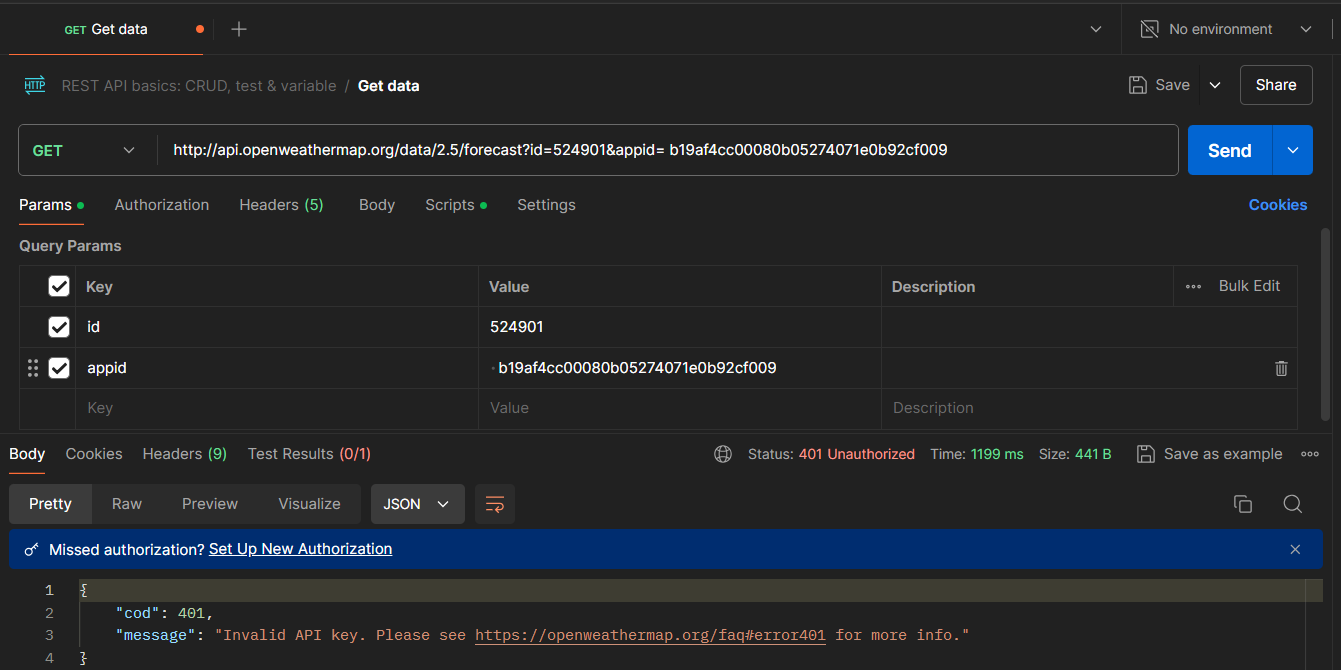 GET Get data
No environment
HTTP REST API basics: CRUD, test & variable / Get data
Save
Share
GET
http://api.openweathermap.org/data/2.5/forecast?id=524901&appid= b19af4cc00080b05274071e0b92cf009
Send
Params Authorization Headers (5) Body Scripts Settings
Cookies
Query Params
Key Value Description Bulk Edit
id 524901
appid b19af4cc00080b05274071e0b92cf009
Key Value Description
Body Cookies Headers (9) Test Results (0/1)
Status: 401 Unauthorized Time: 1199 ms Size: 441 B
Save as example
Pretty Raw Preview Visualize JSON
Missed authorization? Set Up New Authorization
1 {
2 "cod": 401,
3 "message": "Invalid API key. Please see https://openweathermap.org/faq#error401 for more info."
4 }